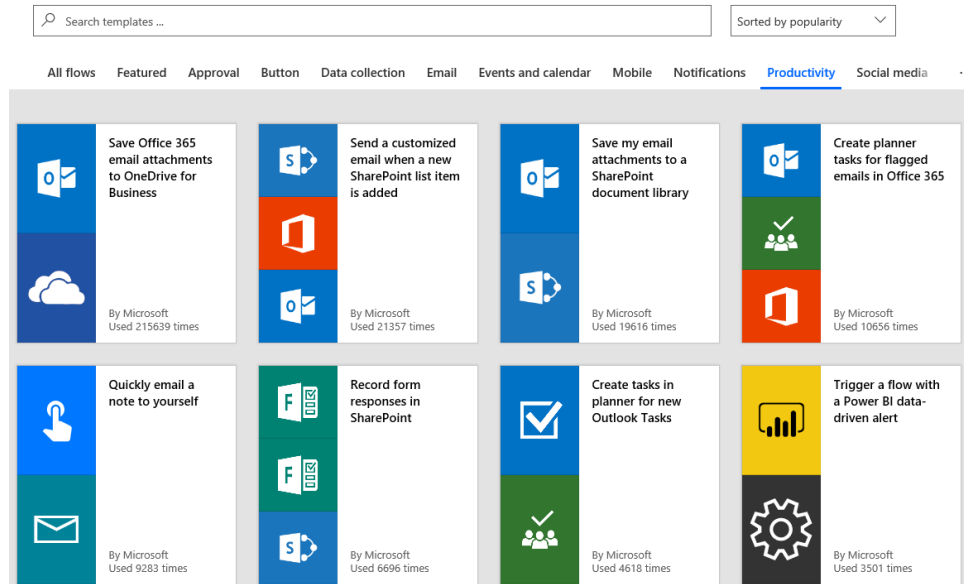 Search templates ...
Sorted by popularity
All flows Featured Approval Button Data collection Email Events and calendar Mobile Notifications Productivity Social media
Save Office 365
email attachments
to OneDrive for
Business
By Microsoft
Used 215639 times
Send a customized
email when a new
SharePoint list item
is added
By Microsoft
Used 21357 times
Save my email
attachments to a
SharePoint
document library
By Microsoft
Used 19616 times
Create planner
tasks for flagged
emails in Office 365
By Microsoft
Used 10656 times
Quickly email a
note to yourself
By Microsoft
Used 9283 times
Record form
responses in
SharePoint
By Microsoft
Used 6696 times
Create tasks in
planner for new
Outlook Tasks
By Microsoft
Used 4618 times
Trigger a flow with
a Power BI data-
driven alert
By Microsoft
Used 3501 times